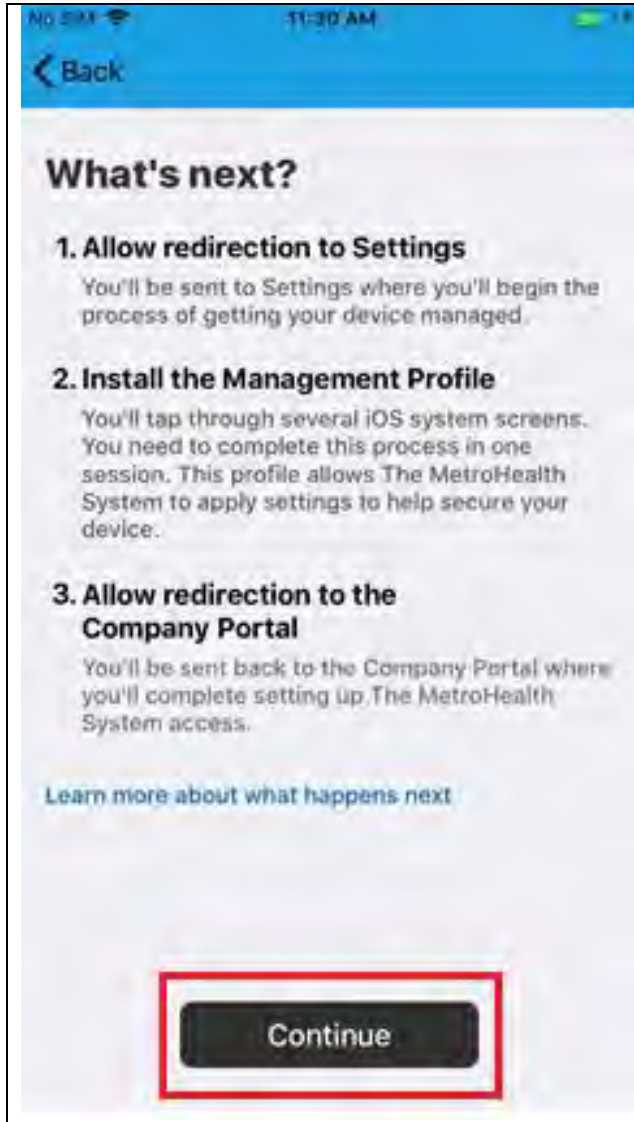 No SIM 11:30 AM
Back
What's next?
1. Allow redirection to Settings
You'll be sent to Settings where you'll begin the
process of getting your device managed.
2. Install the Management Profile
You'll tap through several iOS system screens.
You need to complete this process in one
session. This profile allows The MetroHealth
System to apply settings to help secure your
device.
3. Allow redirection to the
Company Portal
You'll be sent back to the Company Portal where
you'll complete setting up The MetroHealth
System access.
Learn more about what happens next
Continue